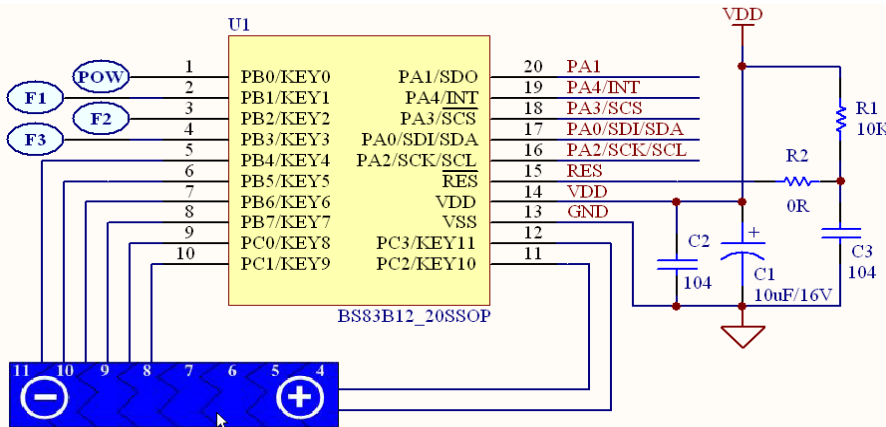 U1
VDD
POW
F1
F2
F3
1 PB0/KEY0 PA1/SDO 20 PA1
2 PB1/KEY1 PA4/INT 19 PA4/INT
3 PB2/KEY2 PA3/SCS 18 PA3/SCS
4 PB3/KEY3 PA0/SDI/SDA 17 PA0/SDI/SDA
5 PB4/KEY4 PA2/SCK/SCL 16 PA2/SCK/SCL
6 PB5/KEY5 RES 15 RES
7 PB6/KEY6 VDD 14 VDD
8 PB7/KEY7 VSS 13 GND
9 PC0/KEY8 PC3/KEY11 12
10 PC1/KEY9 PC2/KEY10 11
BS83B12_20SSOP
R1
10K
R2
0R
C2
104
+
C1
10uF/16V
C3
104
11 10 9 8 7 6 5 4
− +